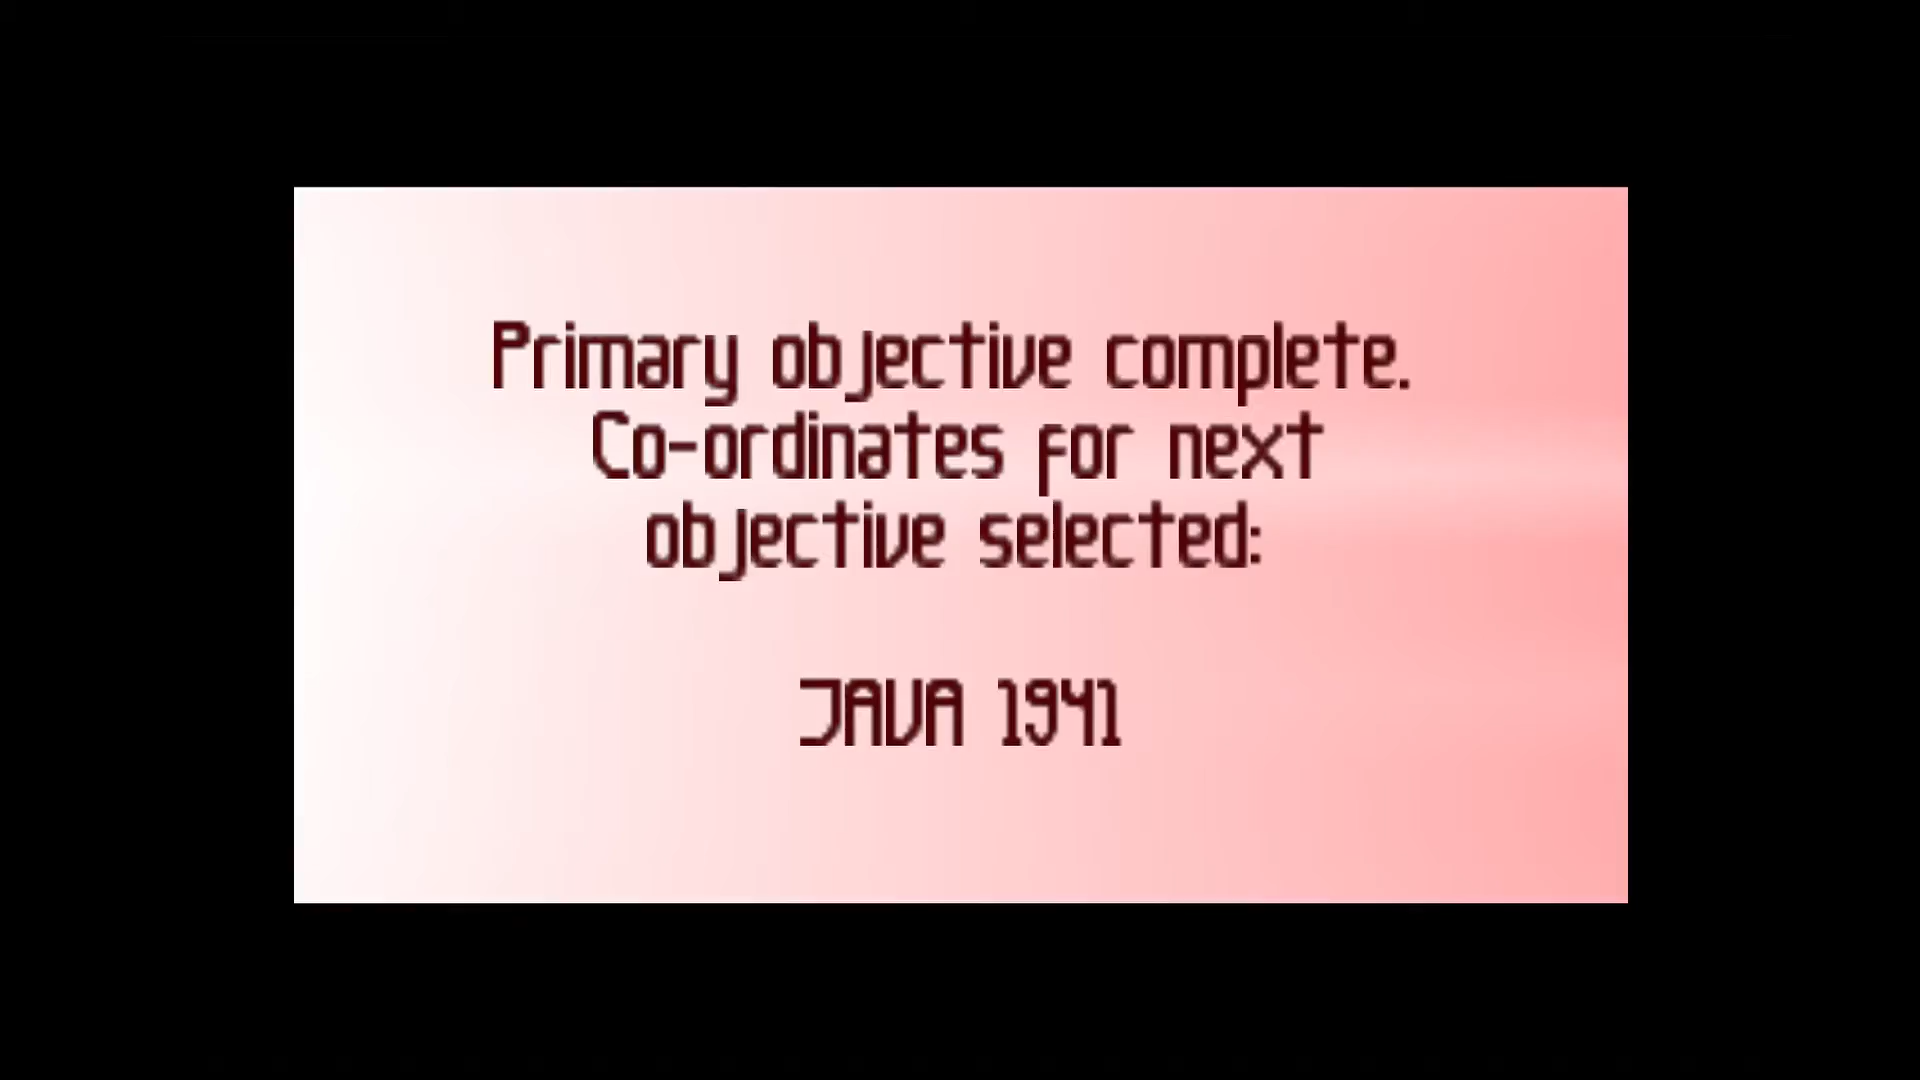 Primary objective complete.
Co-ordinates for next
objective selected:
JAVA 1941